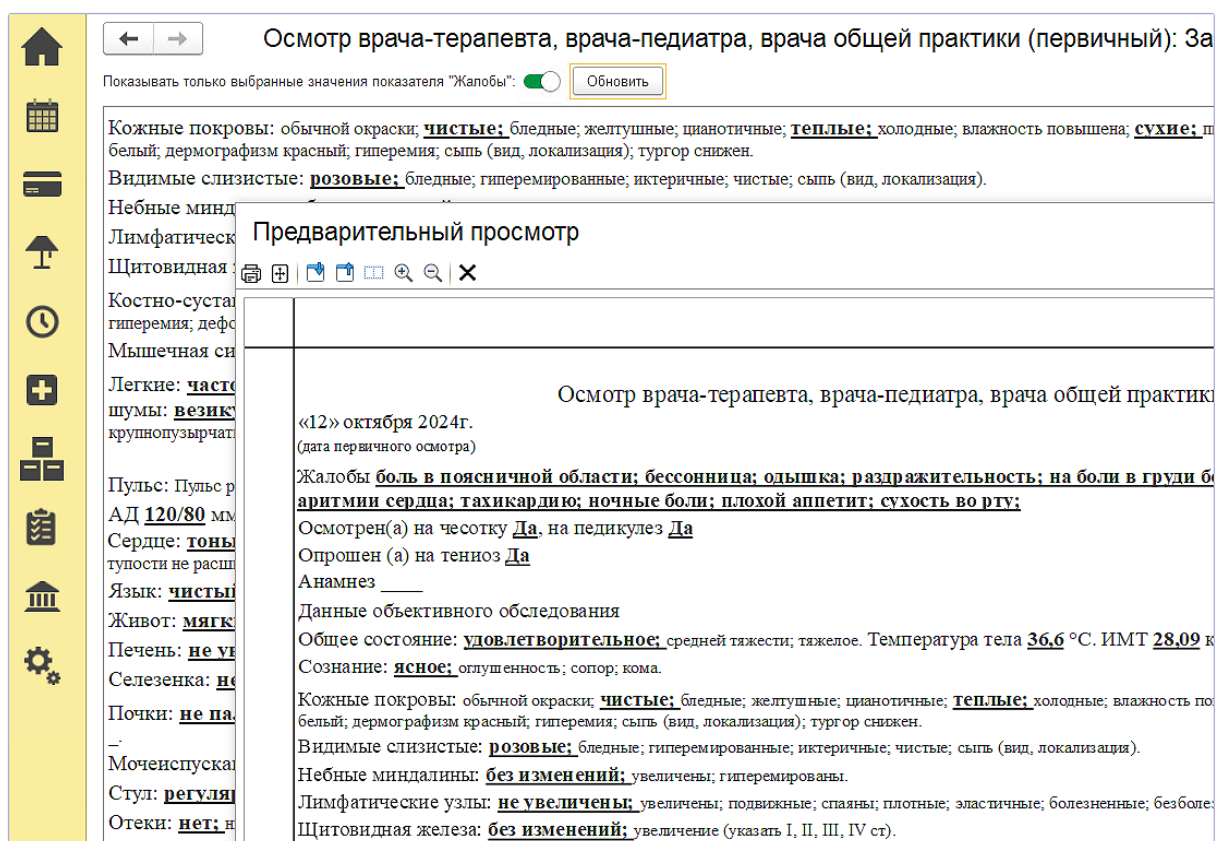 Осмотр врача-терапевта, врача-педиатра, врача общей практики (первичный): За
Показывать только выбранные значения показателя "Жалобы":
Обновить
Кожные покровы: обычной окраски; чистые; бледные; желтушные; цианотичные; теплые; холодные; влажность повышена; сухие;
белый; дермографизм красный; гиперемия; сыпь (вид, локализация); тургор снижен.
Видимые слизистые: розовые; бледные; гиперемированные; иктеричные; чистые; сыпь (вид, локализация).
Небные минд
Лимфатическ
Щитовидная
Костно-суста
гиперемия; дефо
Мышечная си
Легкие: часто
шумы: везику
крупнопузырчат
Пульс: Пульс р
АД 120/80 мм
Сердце: тоны
тупости не расши
Язык: чистый
Живот: мягки
Печень: не ув
Селезенка: не
Почки: не па
_.
Мочеиспуска
Стул: регуляр
Отеки: нет; н
Предварительный просмотр
Осмотр врача-терапевта, врача-педиатра, врача общей практики
«12» октября 2024г.
(дата первичного осмотра)
Жалобы боль в поясничной области; бессонница; одышка; раздражительность; на боли в груди бо
аритмии сердца; тахикардию; ночные боли; плохой аппетит; сухость во рту;
Осмотрен(а) на чесотку Да, на педикулез Да
Опрошен (а) на тениоз Да
Анамнез ____
Данные объективного обследования
Общее состояние: удовлетворительное; средней тяжести; тяжелое. Температура тела 36,6 °С. ИМТ 28,09 к
Сознание: ясное; оглушенность; сопор; кома.
Кожные покровы: обычной окраски; чистые; бледные; желтушные; цианотичные; теплые; холодные; влажность по
белый; дермографизм красный; гиперемия; сыпь (вид, локализация); тургор снижен.
Видимые слизистые: розовые; бледные; гиперемированные; иктеричные; чистые; сыпь (вид, локализация).
Небные миндалины: без изменений; увеличены; гиперемированы.
Лимфатические узлы: не увеличены; увеличены; подвижные; спаяны; плотные; эластичные; болезненные; безболез
Щитовидная железа: без изменений; увеличение (указать I, II, III, IV ст).